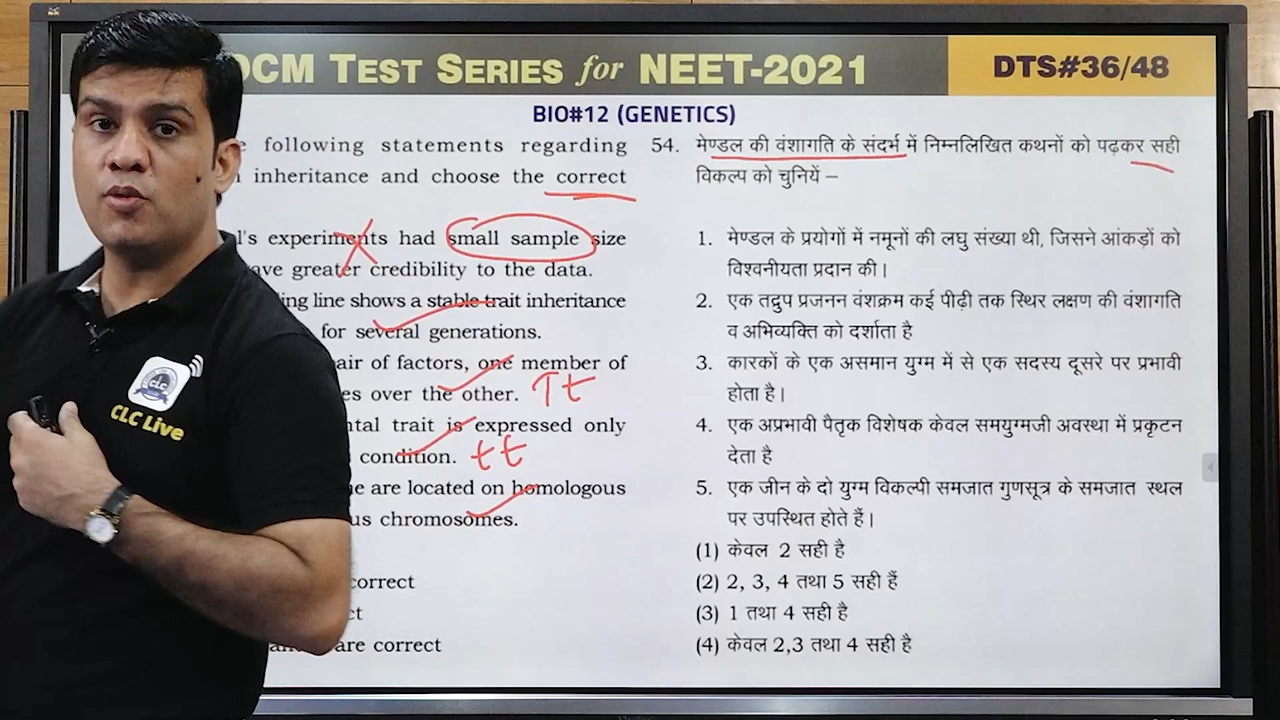 OCM TEST SERIES for NEET-2021
DTS#36/48
BIO#12 (GENETICS)
following statements regarding
inheritance and choose the correct
l's experiments had small sample size
ave greater credibility to the data.
ing line shows a stable trait inheritance
for several generations.
air of factors, one member of
es over the other. Tt
ntal trait is expressed only
condition. tt
ne are located on homologous
us chromosomes.
correct
ct
are correct
54. मेण्डल की वंशागति के संदर्भ में निम्नलिखित कथनों को पढ़कर सही
विकल्प को चुनियें –
1. मेण्डल के प्रयोगों में नमूनों की लघु संख्या थी, जिसने आंकड़ों को
विश्वनीयता प्रदान की।
2. एक तद्रुप प्रजनन वंशक्रम कई पीढ़ी तक स्थिर लक्षण की वंशागति
व अभिव्यक्ति को दर्शाता है
3. कारकों के एक असमान युग्म में से एक सदस्य दूसरे पर प्रभावी
होता है।
4. एक अप्रभावी पैतृक विशेषक केवल समयुग्मजी अवस्था में प्रकृटन
देता है
5. एक जीन के दो युग्म विकल्पी समजात गुणसूत्र के समजात स्थल
पर उपस्थित होते हैं।
(1) केवल 2 सही है
(2) 2, 3, 4 तथा 5 सही हैं
(3) 1 तथा 4 सही है
(4) केवल 2,3 तथा 4 सही है
CLC
CLC Live